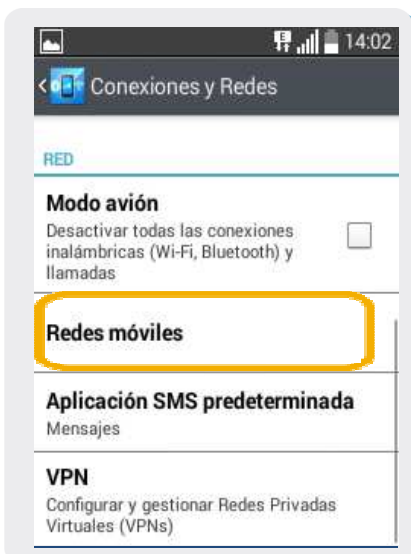 E 14:02
Conexiones y Redes
RED
Modo avión
Desactivar todas las conexiones
inalámbricas (Wi-Fi, Bluetooth) y
llamadas
Redes móviles
Aplicación SMS predeterminada
Mensajes
VPN
Configurar y gestionar Redes Privadas
Virtuales (VPNs)